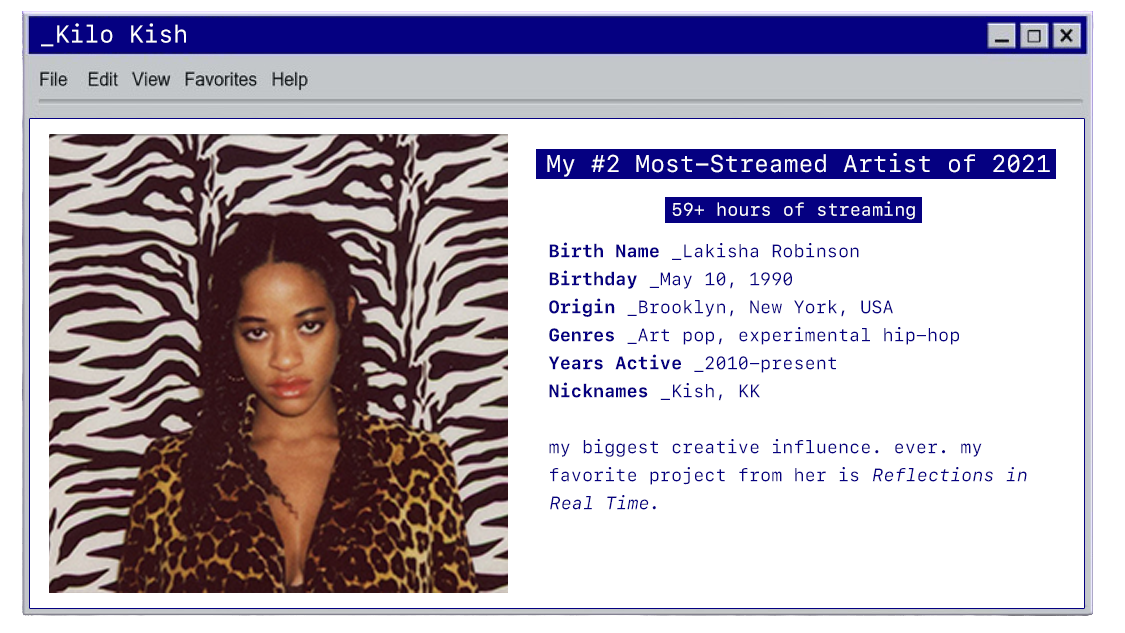 _Kilo Kish
File Edit View Favorites Help
My #2 Most-Streamed Artist of 2021
59+ hours of streaming
Birth Name _Lakisha Robinson
Birthday _May 10, 1990
Origin _Brooklyn, New York, USA
Genres _Art pop, experimental hip-hop
Years Active _2010-present
Nicknames _Kish, KK
my biggest creative influence. ever. my
favorite project from her is Reflections in
Real Time.